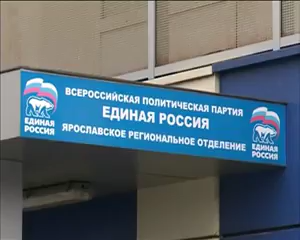 ВСЕРОССИЙСКАЯ ПОЛИТИЧЕСКАЯ ПАРТИЯ
ЕДИНАЯ РОССИЯ
ЯРОСЛАВСКОЕ РЕГИОНАЛЬНОЕ ОТДЕЛЕНИЕ
ЕДИНАЯ
РОССИЯ
ЕДИНАЯ
РОССИЯ